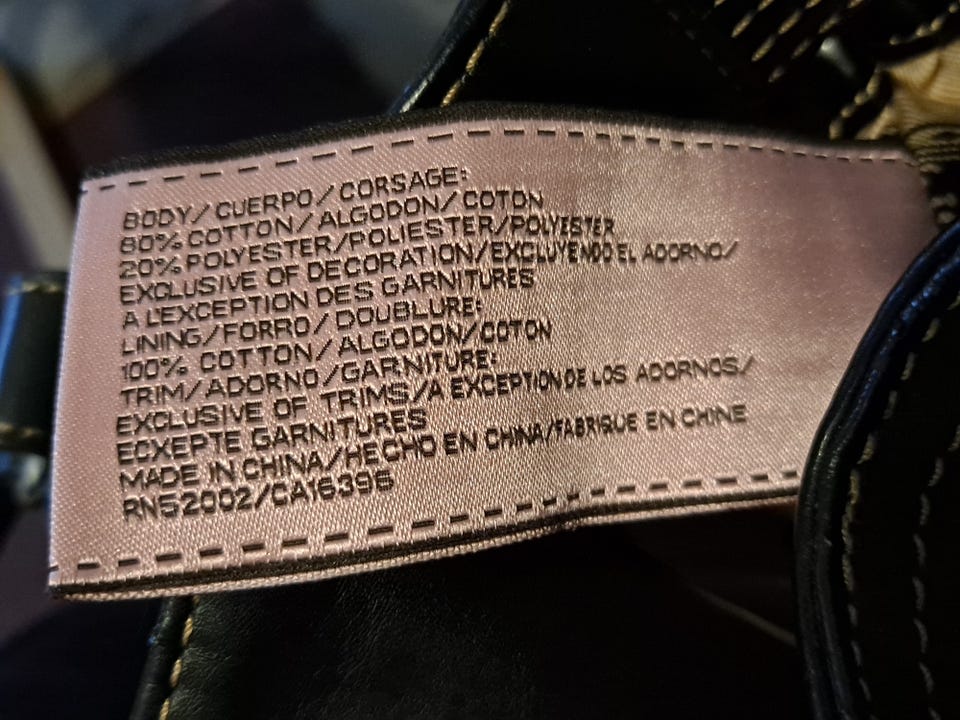 BODY/CUERPO/CORSAGE:
80% COTTON/ALGODON/COTON
20% POLYESTER/POLIESTER/POLYESTER
EXCLUSIVE OF DECORATION/EXCLUYENDO EL ADORNO/
A L'EXCEPTION DES GARNITURES
LINING/FORRO/DOUBLURE:
100% COTTON/ALGODON/COTON
TRIM/ADORNO/GARNITURE:
EXCLUSIVE OF TRIMS/A EXCEPTION DE LOS ADORNOS/
ECXEPTE GARNITURES
MADE IN CHINA/HECHO EN CHINA/FABRIQUE EN CHINE
RN52002/CA16396